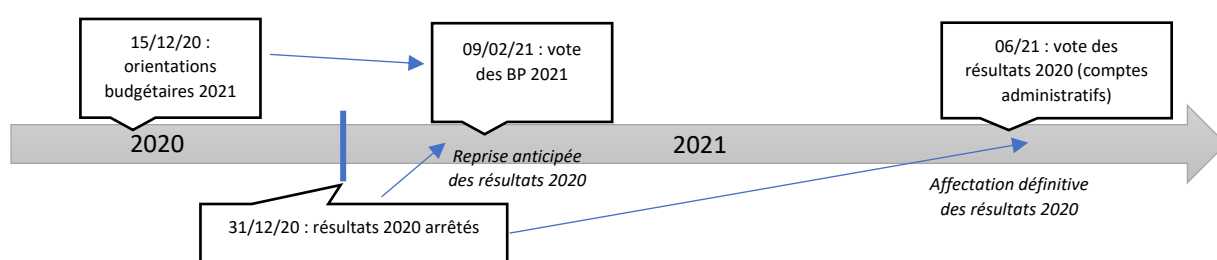 15/12/20 :
orientations
budgétaires 2021
09/02/21 : vote
des BP 2021
06/21 : vote des
résultats 2020 (comptes
administratifs)
2020
2021
Reprise anticipée
des résultats 2020
Affectation définitive
des résultats 2020
31/12/20 : résultats 2020 arrêtés